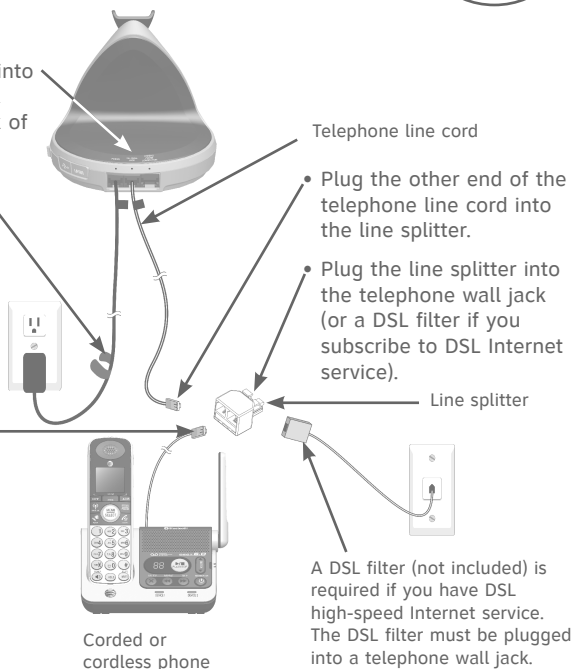 into
of
Telephone line cord
• Plug the other end of the
telephone line cord into
the line splitter.
• Plug the line splitter into
the telephone wall jack
(or a DSL filter if you
subscribe to DSL Internet
service).
Line splitter
88
A DSL filter (not included) is
required if you have DSL
high-speed Internet service.
The DSL filter must be plugged
into a telephone wall jack.
Corded or
cordless phone